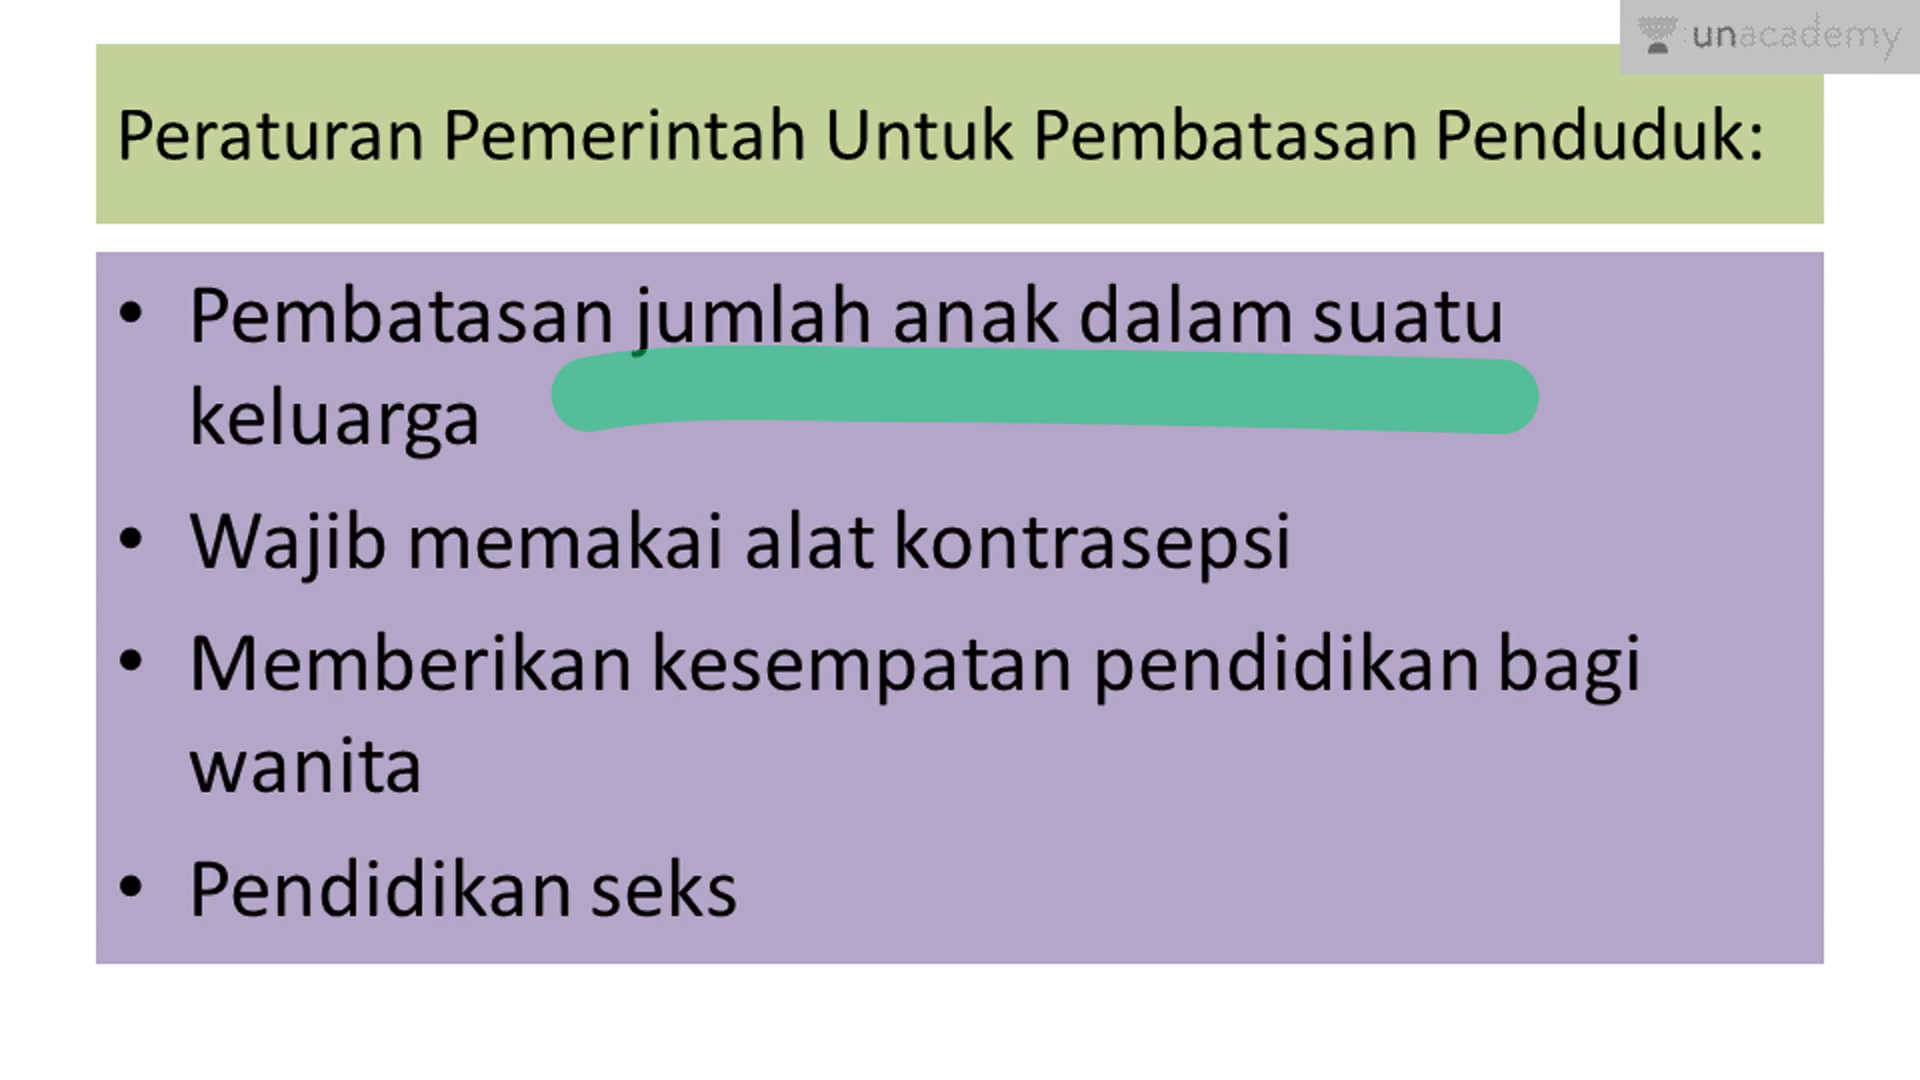 unacademy
Peraturan Pemerintah Untuk Pembatasan Penduduk:
• Pembatasan jumlah anak dalam suatu
keluarga
• Wajib memakai alat kontrasepsi
• Memberikan kesempatan pendidikan bagi
wanita
• Pendidikan seks